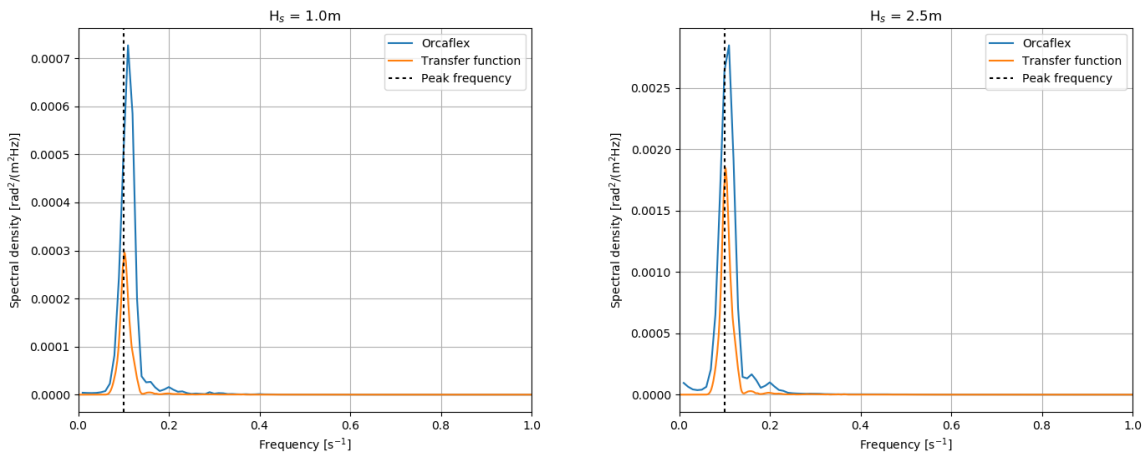 H_s = 1.0m
Spectral density [rad²/(m²Hz)]
0.0007
0.0006
0.0005
0.0004
0.0003
0.0002
0.0001
0.0000
Orcaflex
Transfer function
Peak frequency
0.0 0.2 0.4 0.6 0.8 1.0
Frequency [s⁻¹]
H_s = 2.5m
Spectral density [rad²/(m²Hz)]
0.0025
0.0020
0.0015
0.0010
0.0005
0.0000
Orcaflex
Transfer function
Peak frequency
0.0 0.2 0.4 0.6 0.8 1.0
Frequency [s⁻¹]